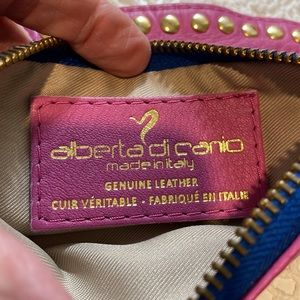 alberta di canio
made in italy
GENUINE LEATHER
CUIR VÉRITABLE - FABRIQUÉ EN ITALIE